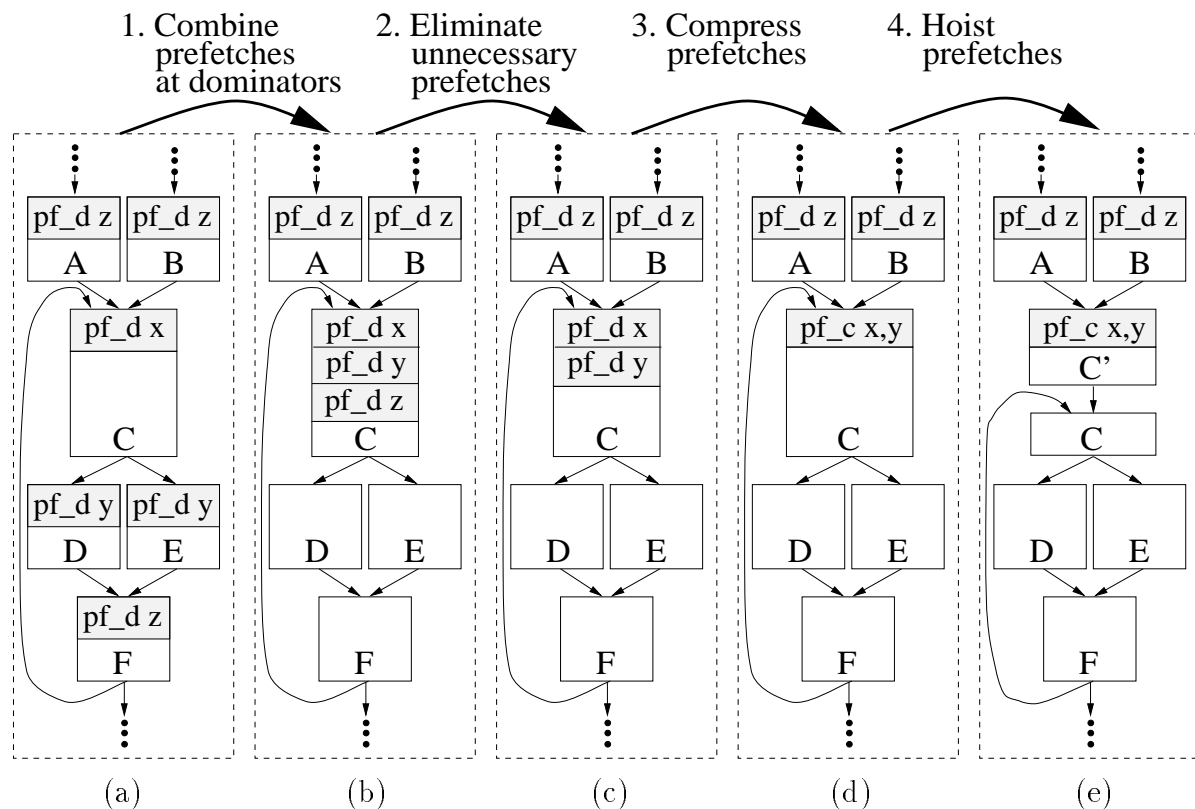 1. Combine
prefetches
at dominators
2. Eliminate
unnecessary
prefetches
3. Compress
prefetches
4. Hoist
prefetches
pf_d z
pf_d z
A
B
pf_d x
C
pf_d y
pf_d y
D
E
pf_d z
F
(a)
pf_d z
pf_d z
A
B
pf_d x
pf_d y
pf_d z
C
D
E
F
(b)
pf_d z
pf_d z
A
B
pf_d x
pf_d y
C
D
E
F
(c)
pf_d z
pf_d z
A
B
pf_c x,y
C
D
E
F
(d)
pf_d z
pf_d z
A
B
pf_c x,y
C’
C
D
E
F
(e)